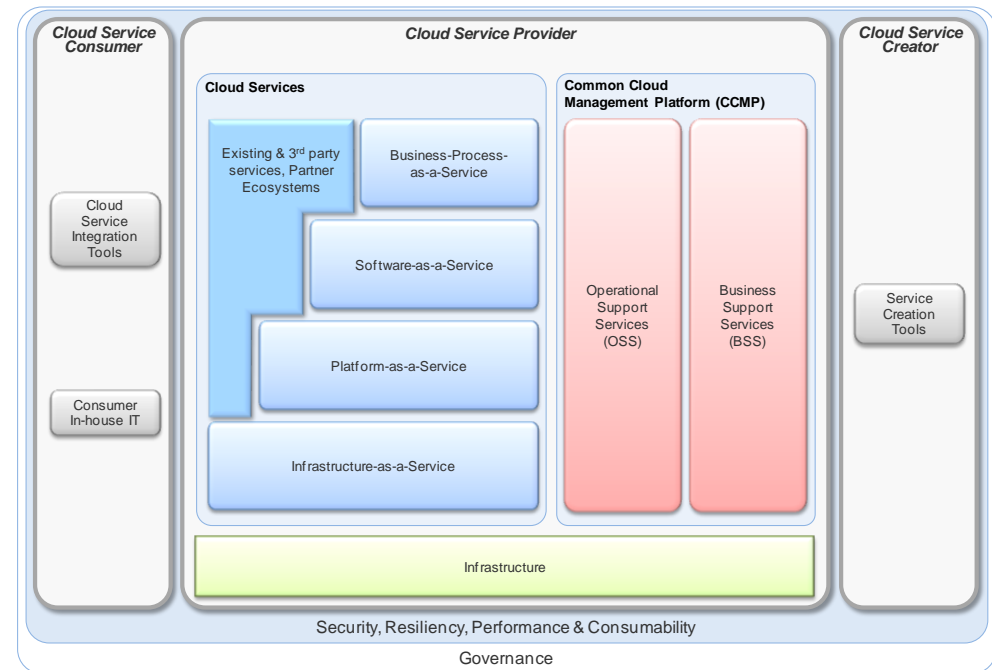 Cloud Service
Consumer
Cloud
Service
Integration
Tools
Consumer
In-house IT
Cloud Service Provider
Cloud Services
Existing & 3rd party
services, Partner
Ecosystems
Business-Process-
as-a-Service
Software-as-a-Service
Platform-as-a-Service
Infrastructure-as-a-Service
Common Cloud
Management Platform (CCMP)
Operational
Support
Services
(OSS)
Business
Support
Services
(BSS)
Infrastructure
Cloud Service
Creator
Service
Creation
Tools
Security, Resiliency, Performance & Consumability
Governance